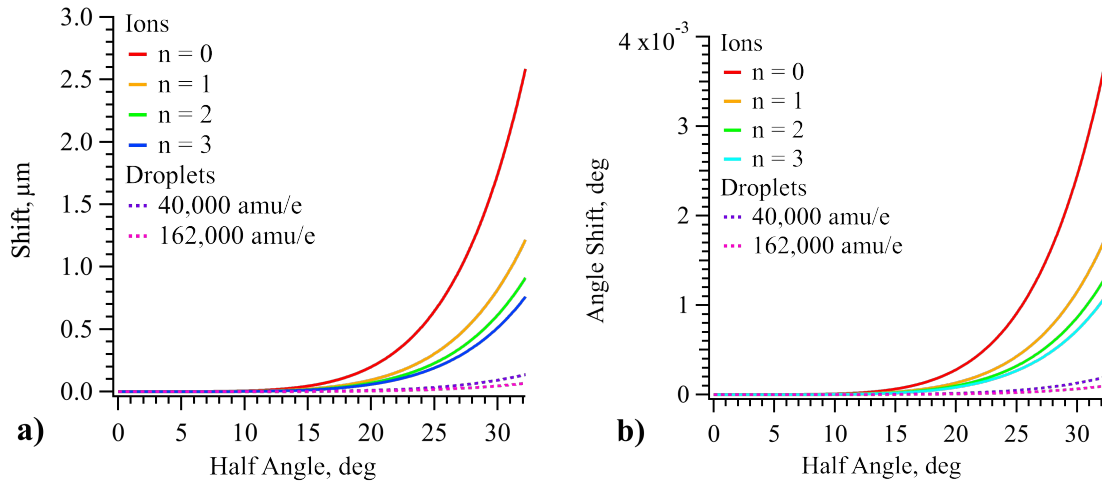 3.0
2.5
2.0
1.5
1.0
0.5
0.0
Shift, μm
Ions
n = 0
n = 1
n = 2
n = 3
Droplets
40,000 amu/e
162,000 amu/e
0 5 10 15 20 25 30
Half Angle, deg
a)
4 x10-3
3
2
1
0
Angle Shift, deg
Ions
n = 0
n = 1
n = 2
n = 3
Droplets
40,000 amu/e
162,000 amu/e
0 5 10 15 20 25 30
Half Angle, deg
b)